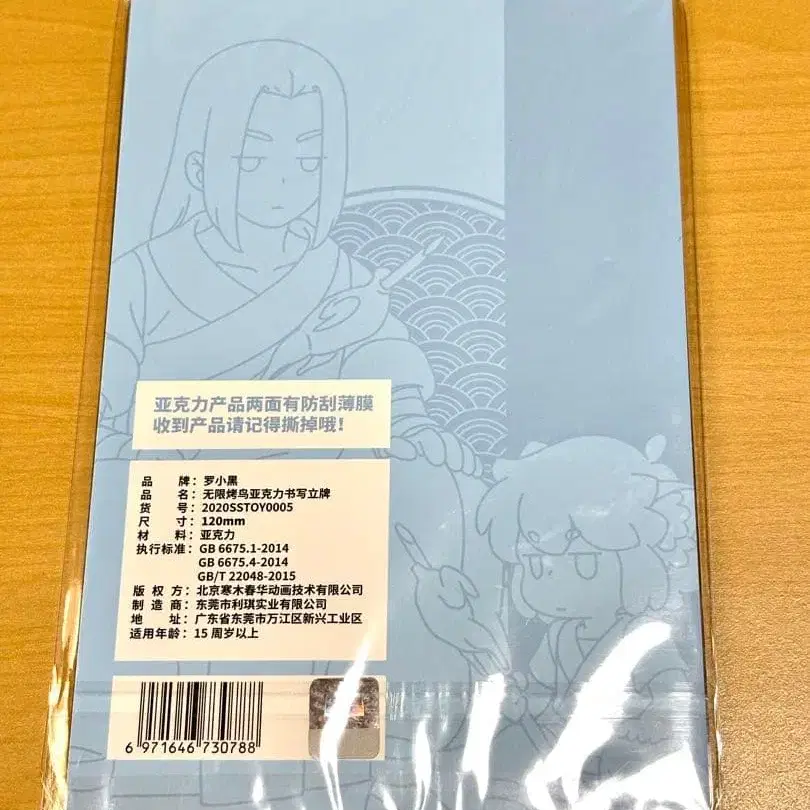 亚克力产品两面有防刮薄膜
收到产品请记得撕掉哦!
品 牌: 罗小黑
品 名: 无限烤鸟亚克力书写立牌
货 号: 2020SSTOY0005
尺 寸: 120mm
材 料: 亚克力
执行标准: GB 6675.1-2014
GB 6675.4-2014
GB/T 22048-2015
版 权 方: 北京寒木春华动画技术有限公司
制 造 商: 东莞市利琪实业有限公司
地 址: 广东省东莞市万江区新兴工业区
适用年龄: 15 周岁以上
6 971646 730788